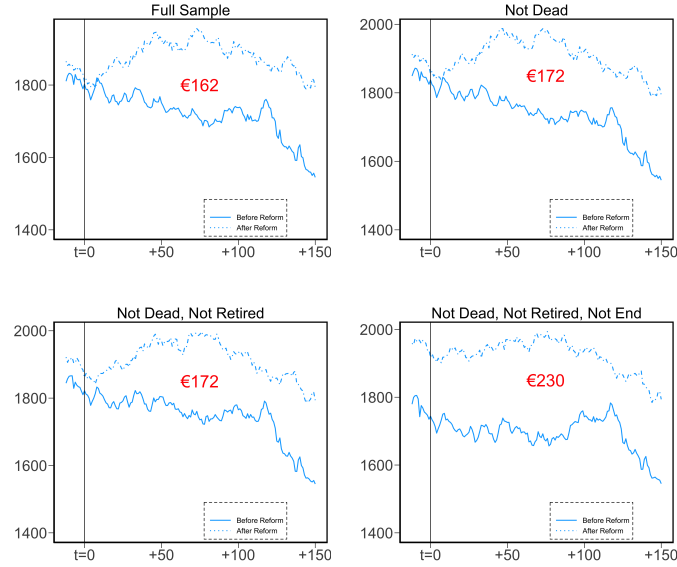 Full Sample
1800
1600
1400
€162
Before Reform
After Reform
t=0 +50 +100 +150
Not Dead
2000
1800
1600
1400
€172
Before Reform
After Reform
t=0 +50 +100 +150
Not Dead, Not Retired
2000
1800
1600
1400
€172
Before Reform
After Reform
t=0 +50 +100 +150
Not Dead, Not Retired, Not End
2000
1800
1600
1400
€230
Before Reform
After Reform
t=0 +50 +100 +150